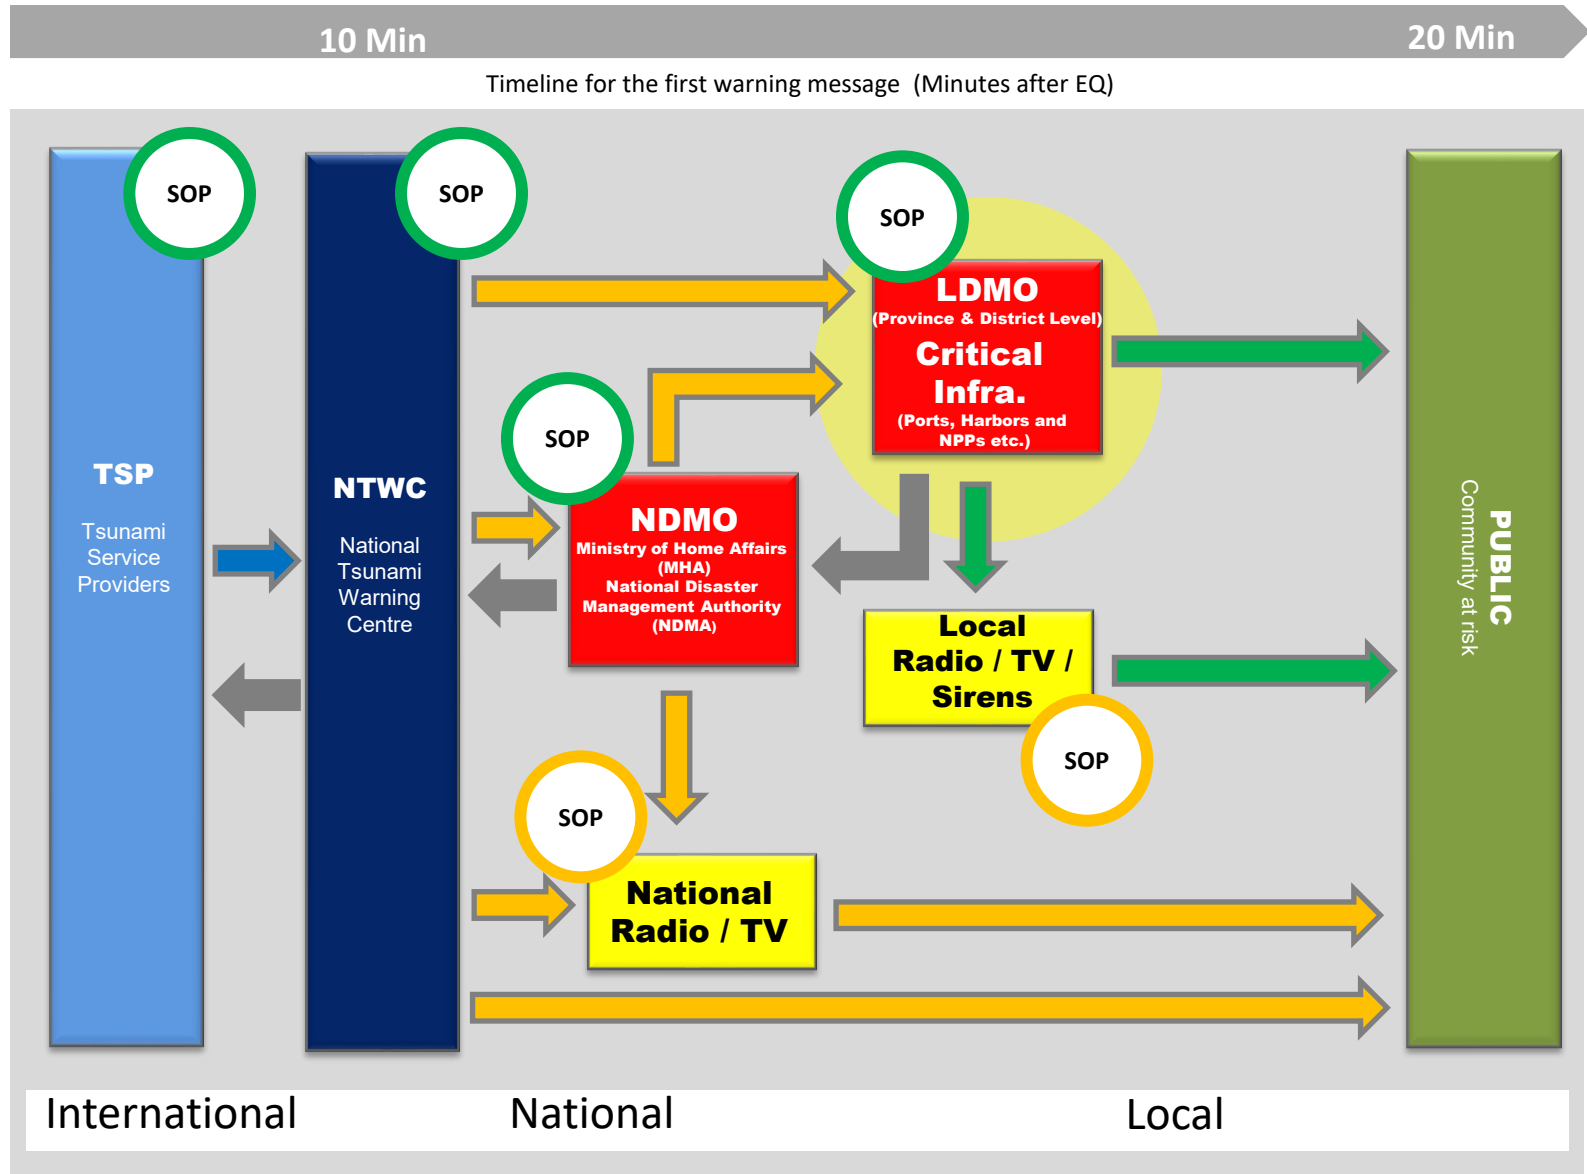 10 Min
20 Min
Timeline for the first warning message (Minutes after EQ)
SOP
TSP
Tsunami
Service
Providers
SOP
NTWC
National
Tsunami
Warning
Centre
SOP
LDMO
(Province & District Level)
Critical
Infra.
(Ports, Harbors and
NPPs etc.)
SOP
NDMO
Ministry of Home Affairs
(MHA)
National Disaster
Management Authority
(NDMA)
Local
Radio / TV /
Sirens
SOP
SOP
National
Radio / TV
PUBLIC
Community at risk
International
National
Local